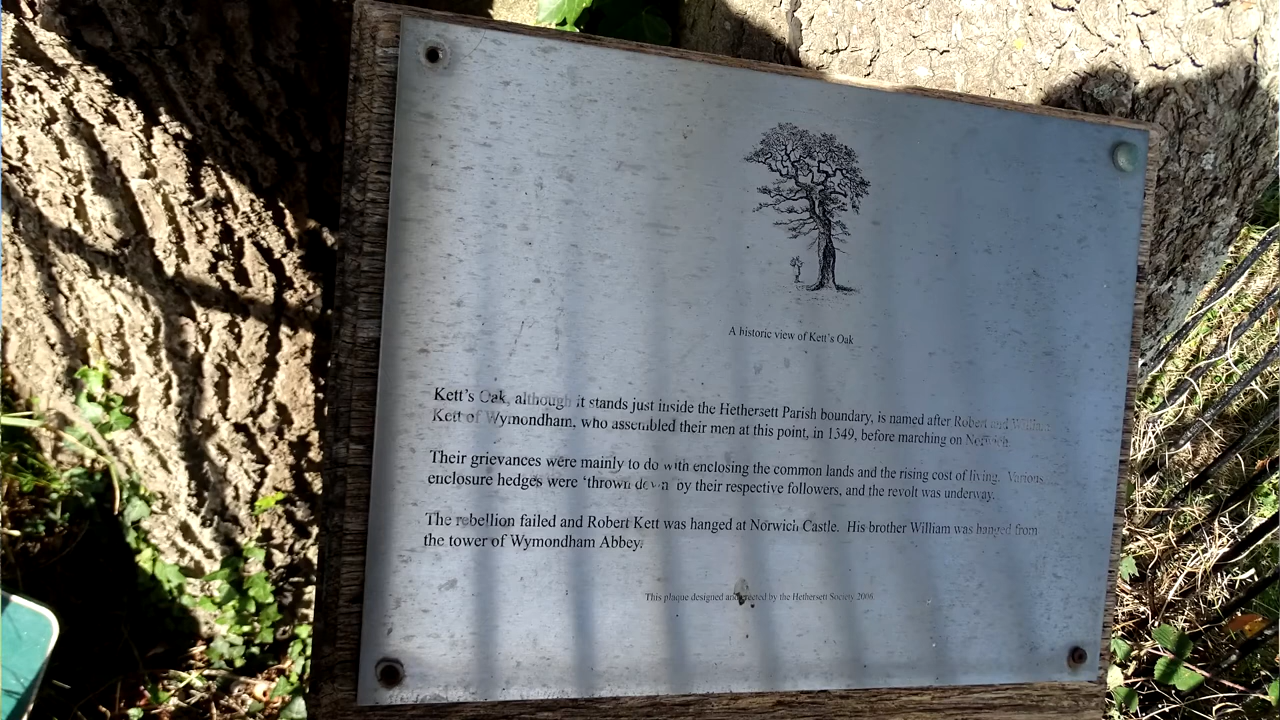 A historic view of Kett's Oak
Kett's Oak, although it stands just inside the Hethersett Parish boundary, is named after Robert and William
Kett of Wymondham, who assembled their men at this point, in 1549, before marching on Norwich.
Their grievances were mainly to do with enclosing the common lands and the rising cost of living. Various
enclosure hedges were 'thrown down' by their respective followers, and the revolt was underway.
The rebellion failed and Robert Kett was hanged at Norwich Castle. His brother William was hanged from
the tower of Wymondham Abbey.
This plaque designed and erected by the Hethersett Society 2006